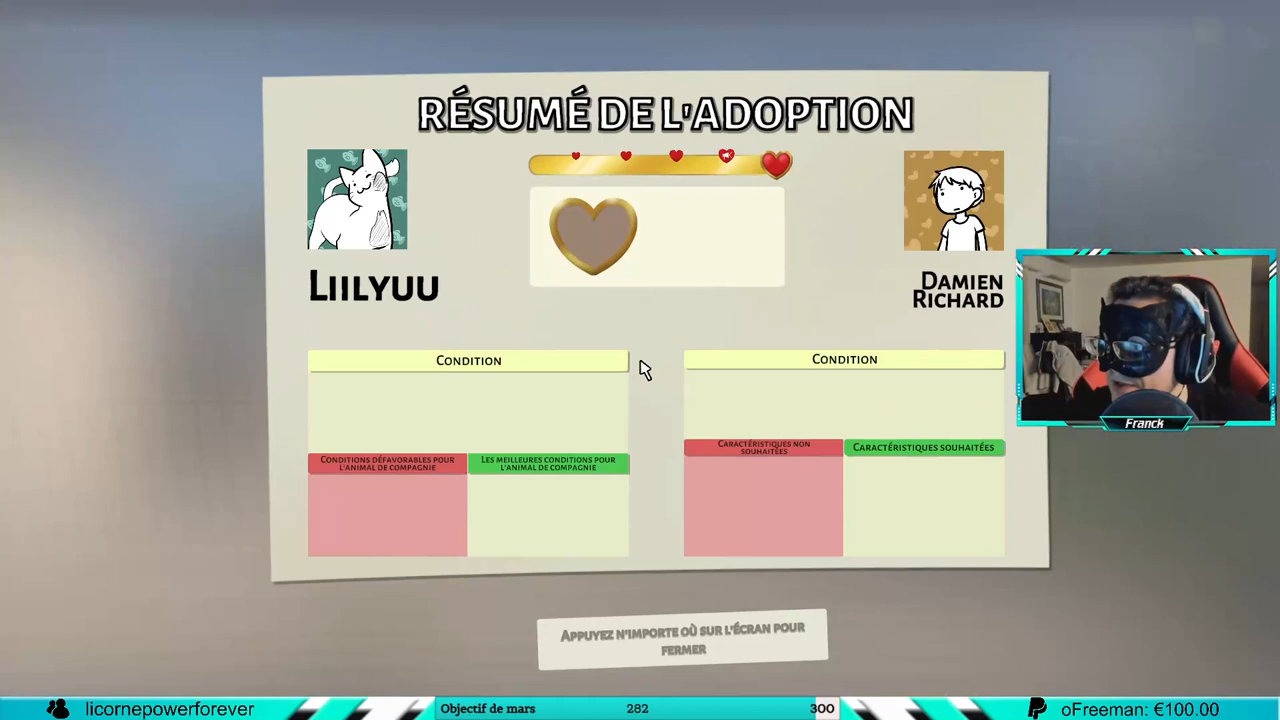 RÉSUMÉ DE L'ADOPTION
LIILYUU
DAMIEN
RICHARD
CONDITION
CONDITION
CONDITIONS DÉFAVORABLES POUR
L'ANIMAL DE COMPAGNIE
LES MEILLEURES CONDITIONS POUR
L'ANIMAL DE COMPAGNIE
CARACTÉRISTIQUES NON
SOUHAITÉES
CARACTÉRISTIQUES SOUHAITÉES
Franck
APPUYEZ N'IMPORTE OÙ SUR L'ÉCRAN POUR
FERMER
licornepowerforever
Objectif de mars 282 300
oFreeman: €100.00